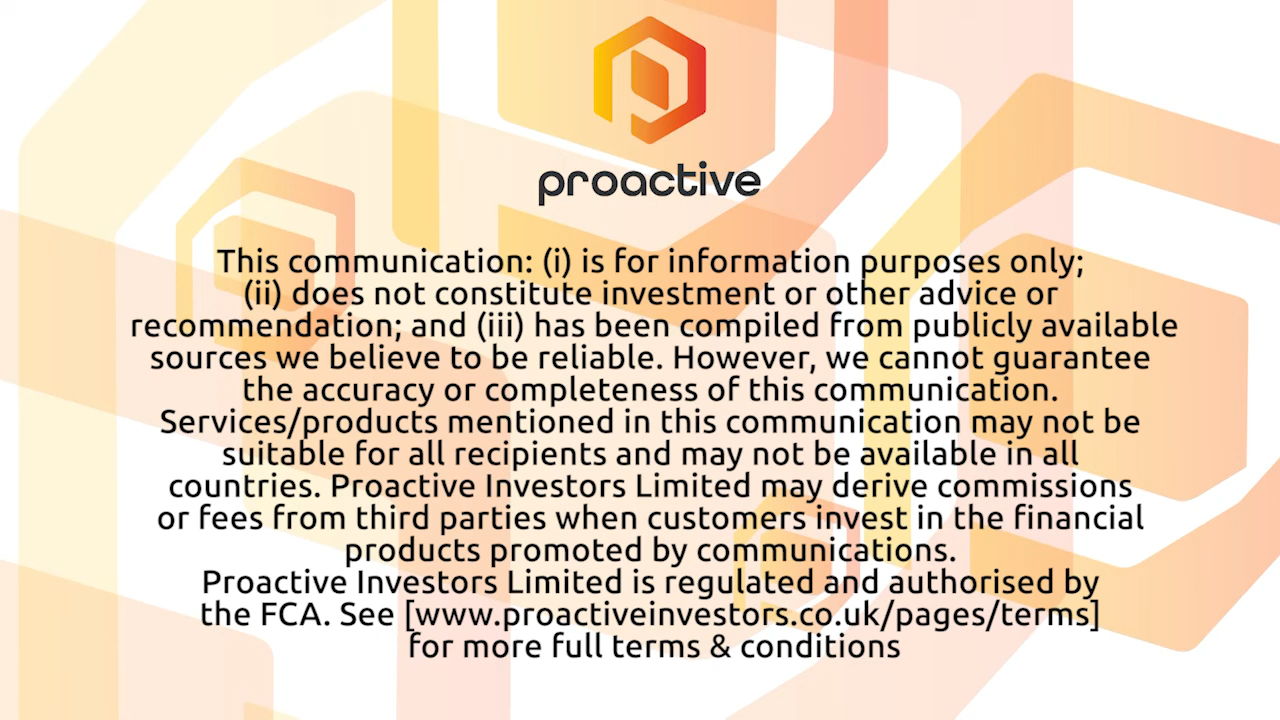 proactive
This communication: (i) is for information purposes only;
(ii) does not constitute investment or other advice or
recommendation; and (iii) has been compiled from publicly available
sources we believe to be reliable. However, we cannot guarantee
the accuracy or completeness of this communication.
Services/products mentioned in this communication may not be
suitable for all recipients and may not be available in all
countries. Proactive Investors Limited may derive commissions
or fees from third parties when customers invest in the financial
products promoted by communications.
Proactive Investors Limited is regulated and authorised by
the FCA. See [www.proactiveinvestors.co.uk/pages/terms]
for more full terms & conditions